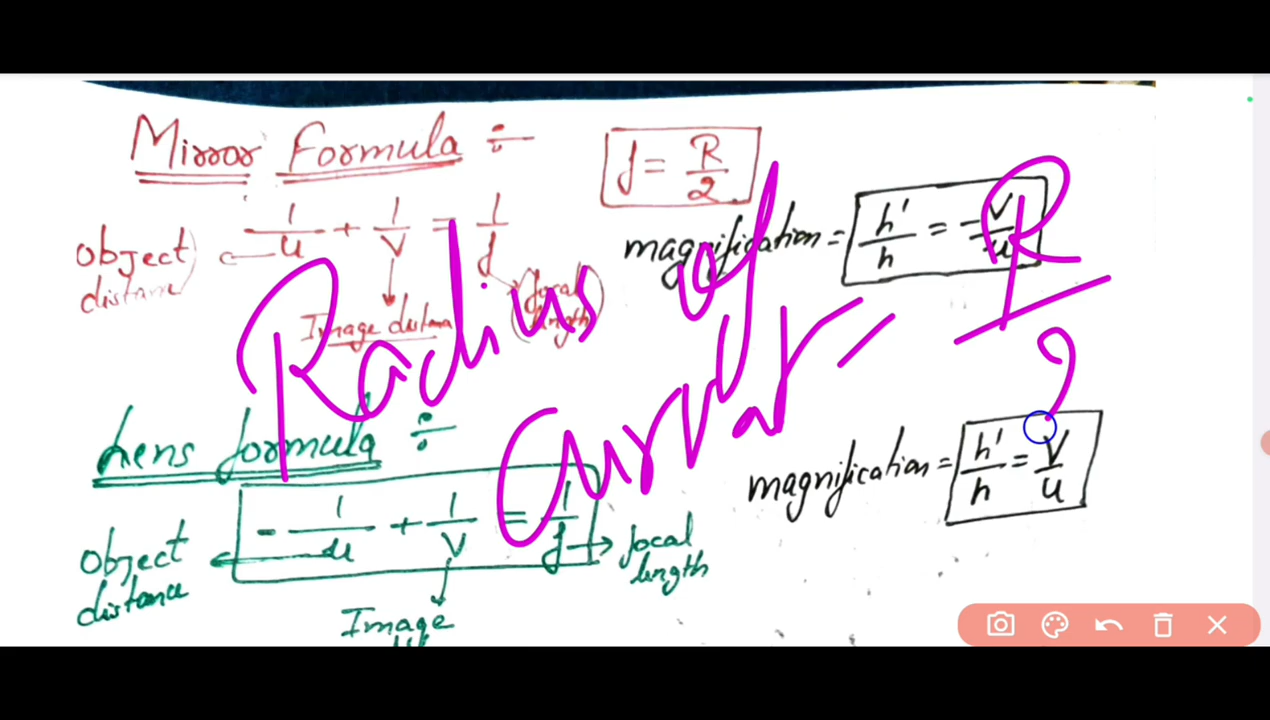 Mirror Formula ÷
f = R/2
1/u + 1/v = 1/f
object distance
Image distance
(focal length)
magnification = h'/h = -v/u
Radius of
curvat = R/2
Lens formula ÷
- 1/u + 1/v = 1/f
object distance
focal length
Image
magnification = h'/h = v/u